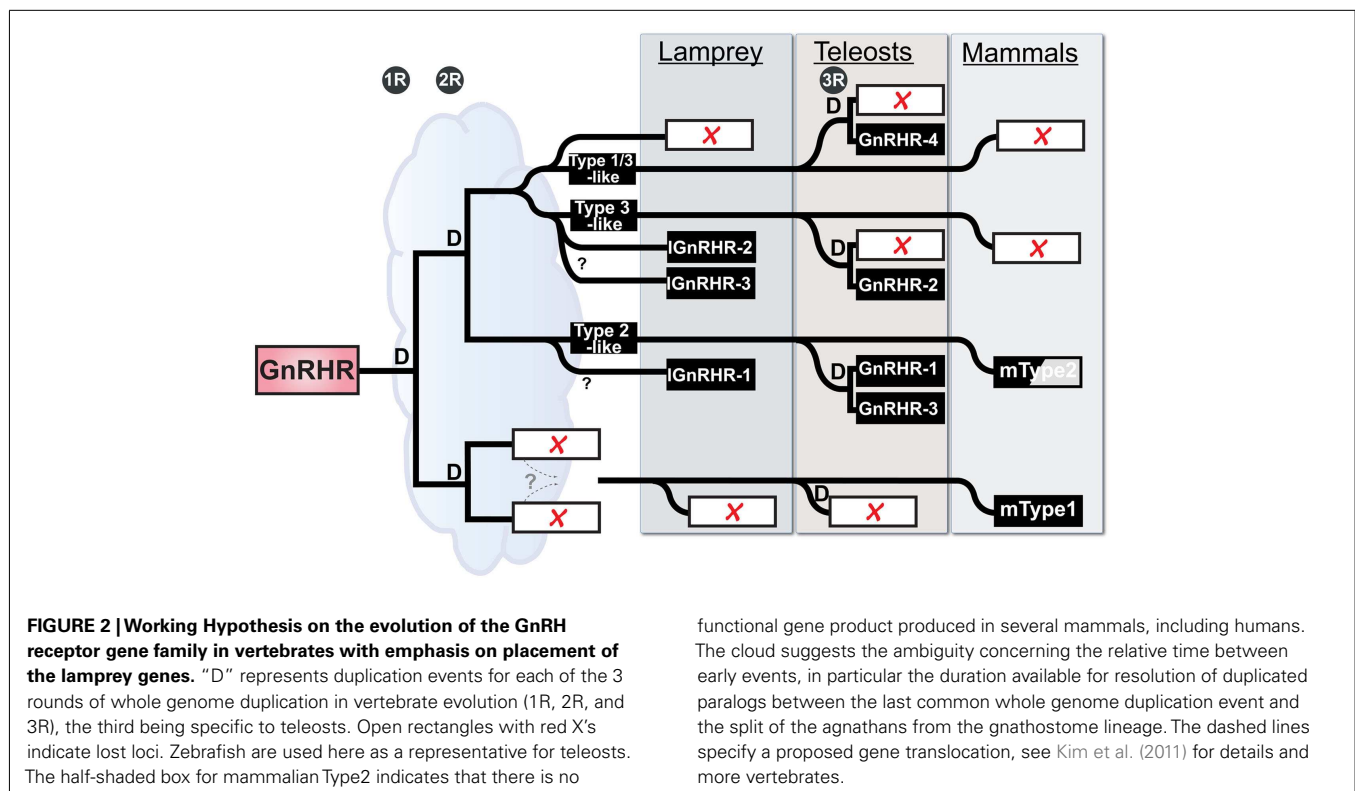 Lamprey
Teleosts
Mammals
1R
2R
3R
D
GnRHR-4
Type 1/3
-like
Type 3
-like
D
lGnRHR-2
GnRHR-2
?
lGnRHR-3
D
Type 2
-like
GnRHR
D
lGnRHR-1
?
D
GnRHR-1
GnRHR-3
mType2
D
?
D
mType1
FIGURE 2 | Working Hypothesis on the evolution of the GnRH
receptor gene family in vertebrates with emphasis on placement of
the lamprey genes. “D” represents duplication events for each of the 3
rounds of whole genome duplication in vertebrate evolution (1R, 2R, and
3R), the third being specific to teleosts. Open rectangles with red X’s
indicate lost loci. Zebrafish are used here as a representative for teleosts.
The half-shaded box for mammalian Type2 indicates that there is no
functional gene product produced in several mammals, including humans.
The cloud suggests the ambiguity concerning the relative time between
early events, in particular the duration available for resolution of duplicated
paralogs between the last common whole genome duplication event and
the split of the agnathans from the gnathostome lineage. The dashed lines
specify a proposed gene translocation, see Kim et al. (2011) for details and
more vertebrates.